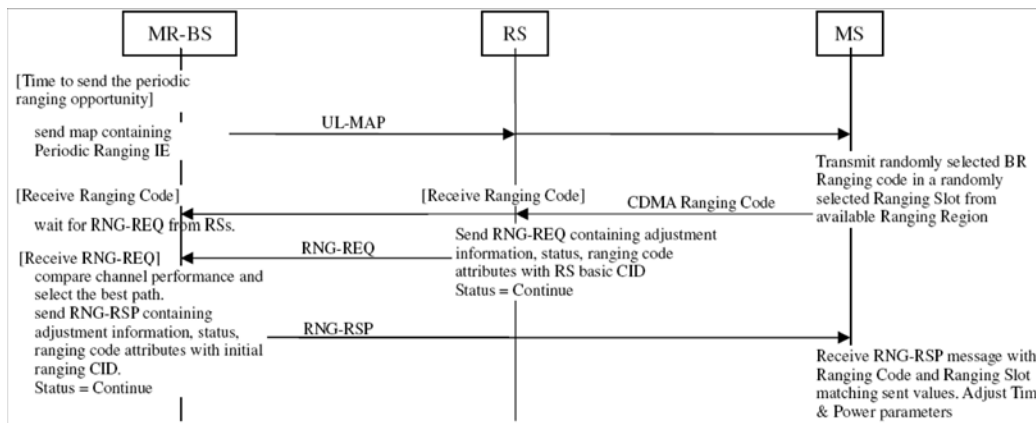 MR-BS
RS
MS
[Time to send the periodic
ranging opportunity]
send map containing
Periodic Ranging IE
UL-MAP
Transmit randomly selected BR
Ranging code in a randomly
selected Ranging Slot from
available Ranging Region
[Receive Ranging Code]
[Receive Ranging Code]
CDMA Ranging Code
wait for RNG-REQ from RSs.
Send RNG-REQ containing adjustment
information, status, ranging code
attributes with RS basic CID
Status = Continue
RNG-REQ
[Receive RNG-REQ]
compare channel performance and
select the best path.
send RNG-RSP containing
adjustment information, status,
ranging code attributes with initial
ranging CID.
Status = Continue
RNG-RSP
Receive RNG-RSP message with
Ranging Code and Ranging Slot
matching sent values. Adjust Tim
& Power parameters